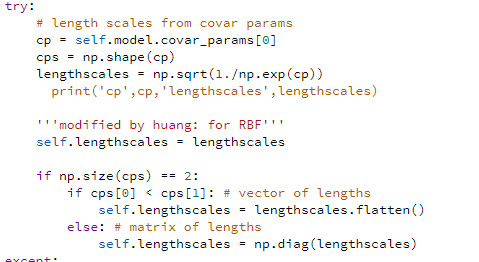 try:
    # length scales from covar params
    cp = self.model.covar_params[0]
    cps = np.shape(cp)
    lengthscales = np.sqrt(1./np.exp(cp))
      print('cp',cp,'lengthscales',lengthscales)
    '''modified by huang: for RBF'''
    self.lengthscales = lengthscales
    if np.size(cps) == 2:
        if cps[0] < cps[1]: # vector of lengths
            self.lengthscales = lengthscales.flatten()
        else: # matrix of lengths
            self.lengthscales = np.diag(lengthscales)
except: